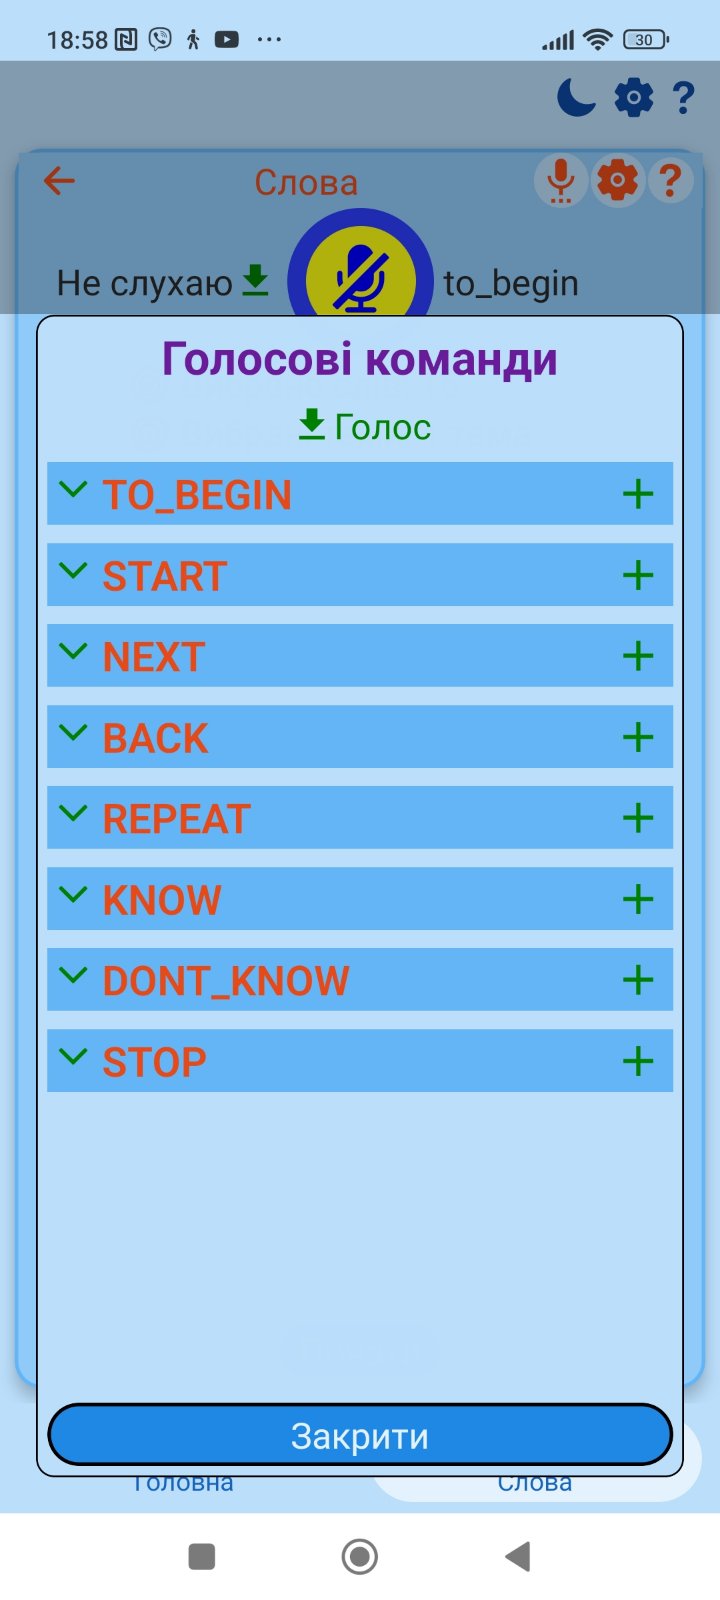 18:58 30
?
Слова ?
Не слухаю to_begin
Голосові команди
Голос
TO_BEGIN
START
NEXT
BACK
REPEAT
KNOW
DONT_KNOW
STOP
Закрити
Головна Слова